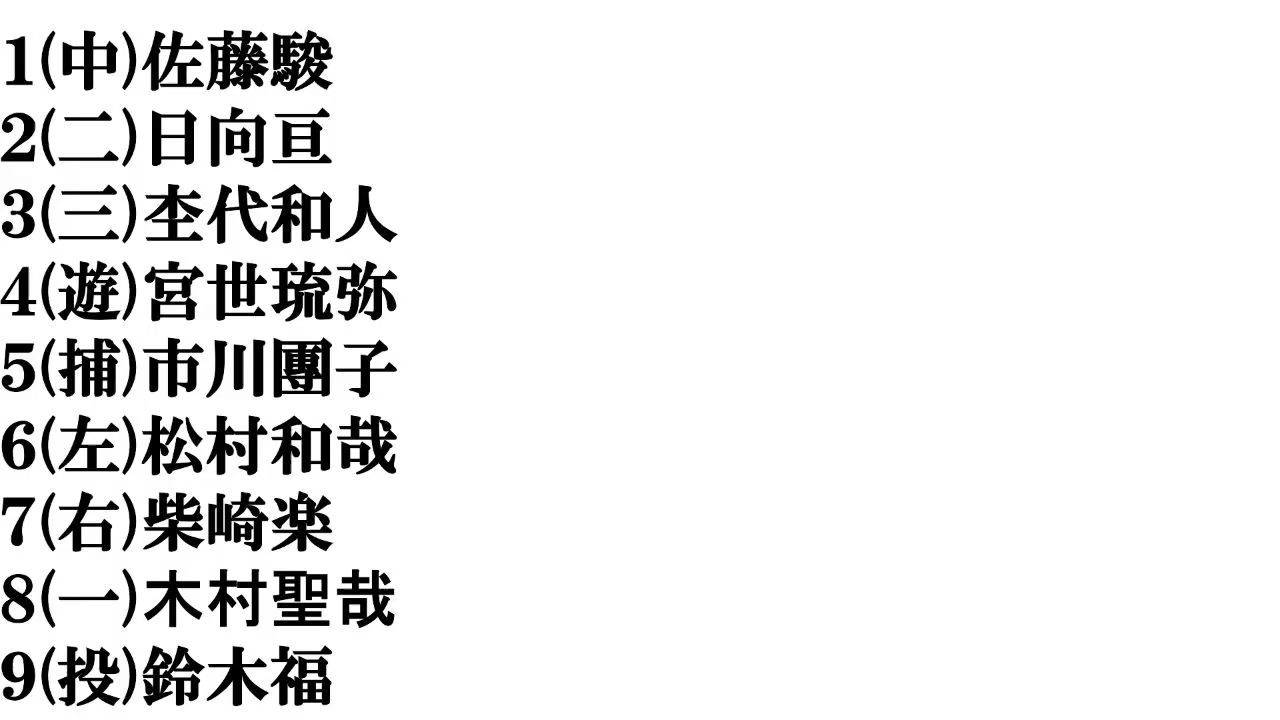 1(中)佐藤駿
2(二)日向亘
3(三)杢代和人
4(遊)宮世琉弥
5(捕)市川團子
6(左)松村和哉
7(右)柴崎楽
8(一)木村聖哉
9(投)鈴木福